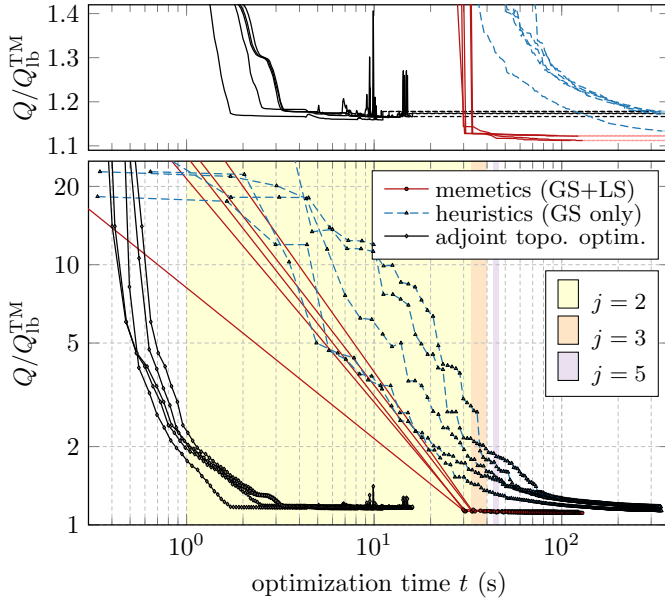 1.4
1.3
1.2
1.1
Q/Q_lb^TM
20
10
5
2
1
Q/Q_lb^TM
memetics (GS+LS)
heuristics (GS only)
adjoint topo. optim.
j = 2
j = 3
j = 5
10^0
10^1
10^2
optimization time t (s)